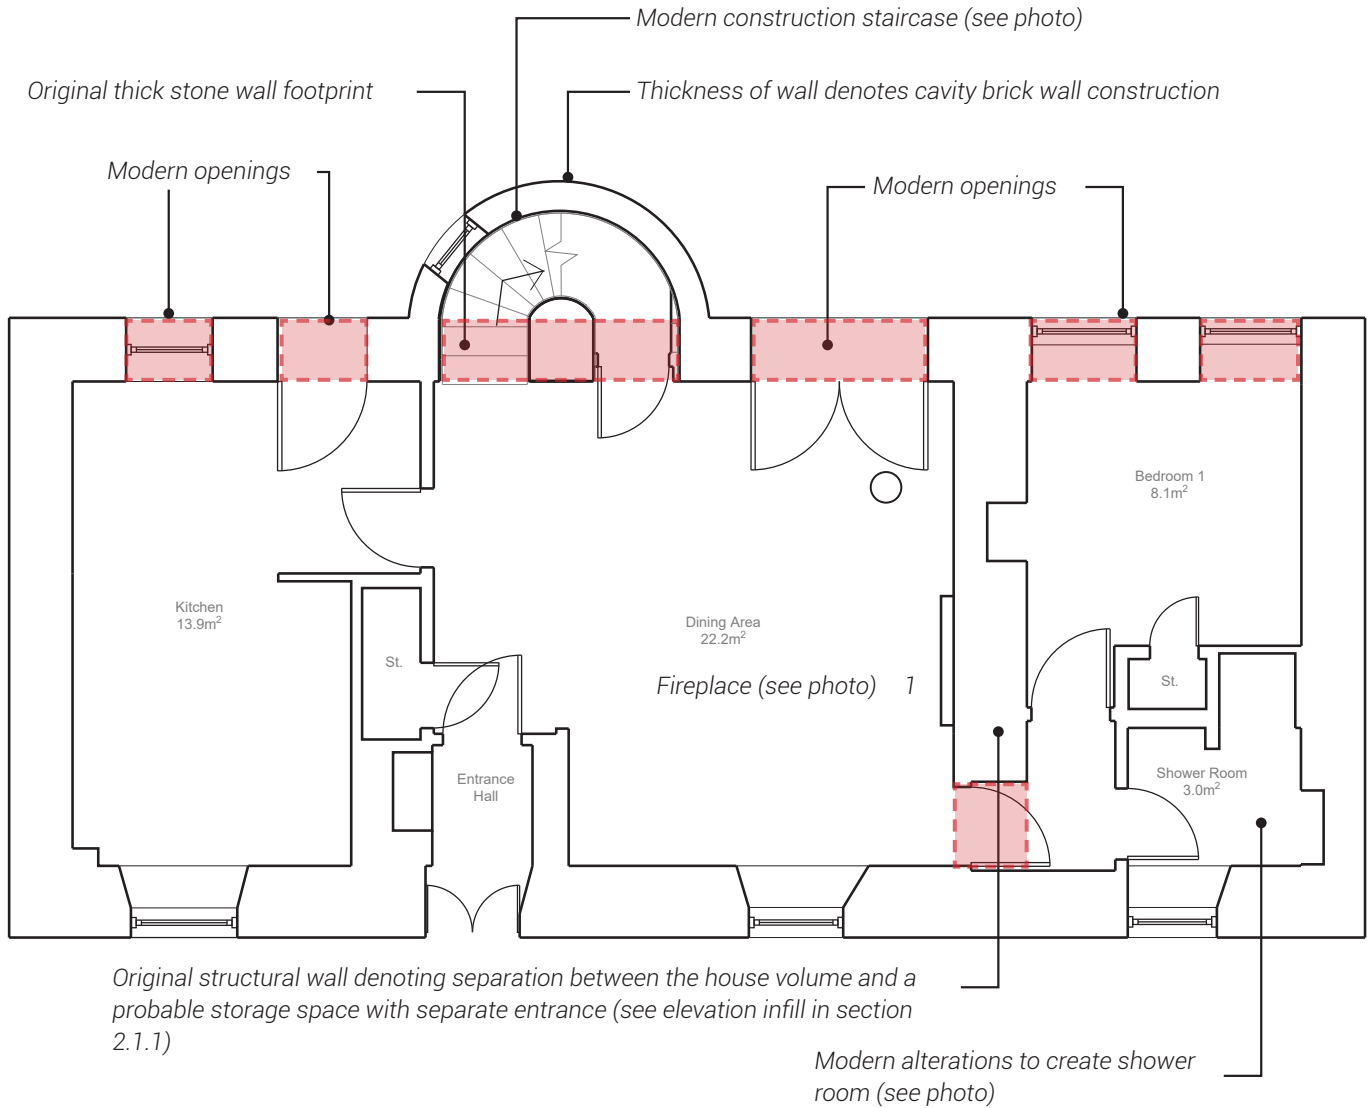 Modern construction staircase (see photo)
Original thick stone wall footprint
Thickness of wall denotes cavity brick wall construction
Modern openings
Modern openings
Bedroom 1
8.1m²
Kitchen
13.9m²
Dining Area
22.2m²
St.
Fireplace (see photo) 1
St.
Entrance
Hall
Shower Room
3.0m²
Original structural wall denoting separation between the house volume and a
probable storage space with separate entrance (see elevation infill in section
2.1.1)
Modern alterations to create shower
room (see photo)